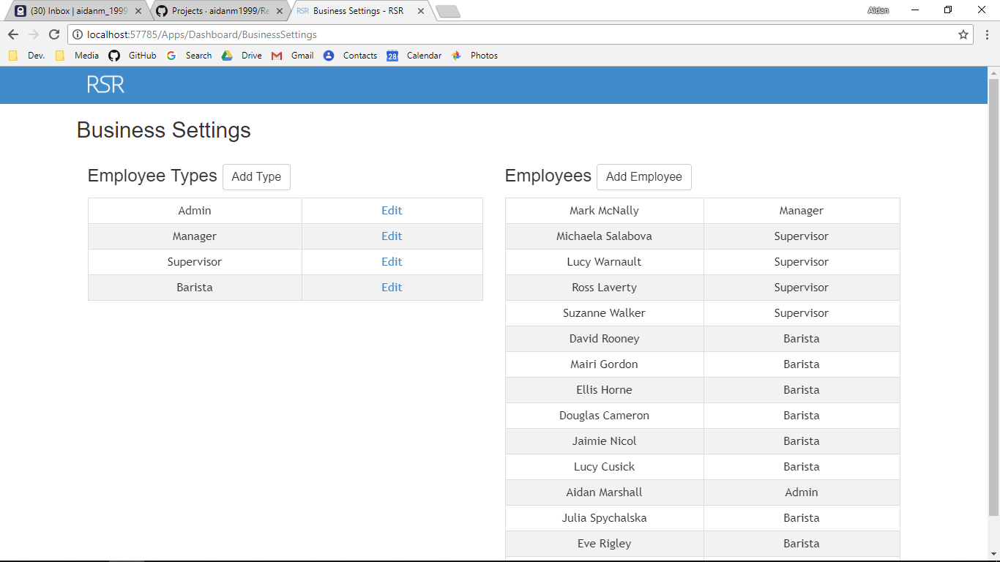 (30) Inbox | aidanm_1999
Projects · aidanm1999/Re
Business Settings - RSR
Aidan
localhost:57785/Apps/Dashboard/BusinessSettings
Dev. Media GitHub Search Drive Gmail Contacts 28 Calendar Photos
RSR
Business Settings
Employee Types Add Type
Admin Edit
Manager Edit
Supervisor Edit
Barista Edit
Employees Add Employee
Mark McNally Manager
Michaela Salabova Supervisor
Lucy Warnault Supervisor
Ross Laverty Supervisor
Suzanne Walker Supervisor
David Rooney Barista
Mairi Gordon Barista
Ellis Horne Barista
Douglas Cameron Barista
Jaimie Nicol Barista
Lucy Cusick Barista
Aidan Marshall Admin
Julia Spychalska Barista
Eve Rigley Barista